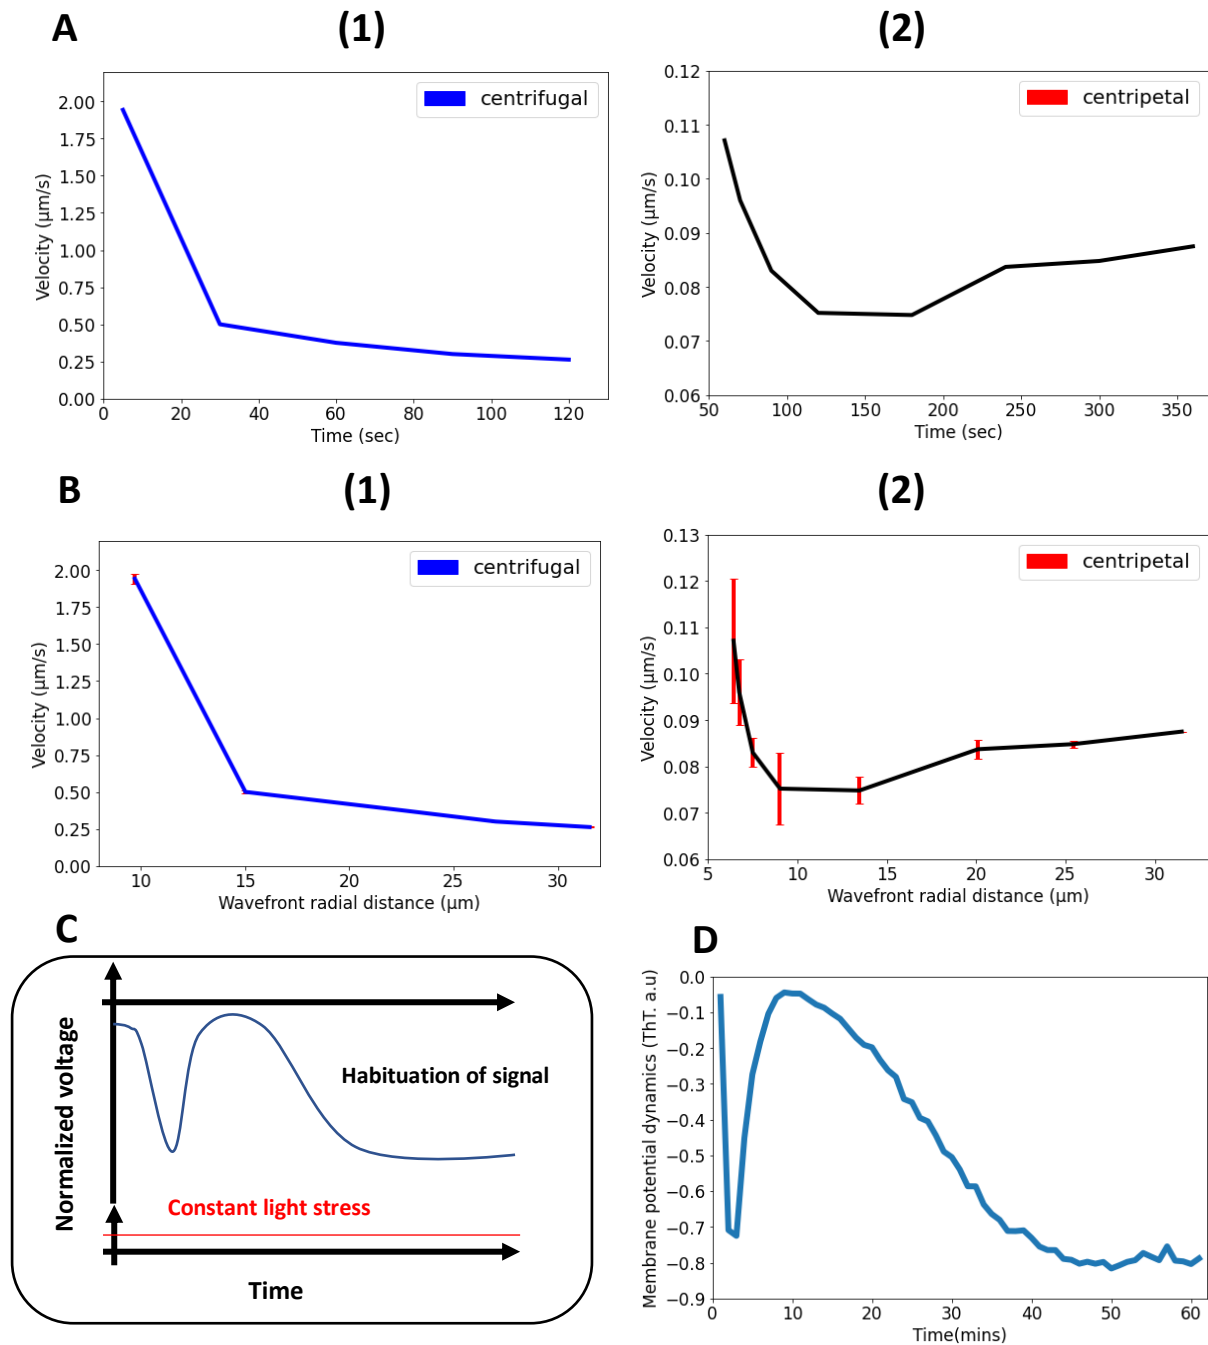 A
(1)
(2)
centrifugal
2.00
1.75
1.50
1.25
1.00
0.75
0.50
0.25
0.00
Velocity (µm/s)
0 20 40 60 80 100 120
Time (sec)
centripetal
0.12
0.11
0.10
0.09
0.08
0.07
0.06
Velocity (µm/s)
50 100 150 200 250 300 350
Time (sec)
B
(1)
(2)
centrifugal
2.00
1.75
1.50
1.25
1.00
0.75
0.50
0.25
0.00
Velocity (µm/s)
10 15 20 25 30
Wavefront radial distance (µm)
centripetal
0.13
0.12
0.11
0.10
0.09
0.08
0.07
0.06
Velocity (µm/s)
5 10 15 20 25 30
Wavefront radial distance (µm)
C
Normalized voltage
Habituation of signal
Constant light stress
Time
D
0.0
−0.1
−0.2
−0.3
−0.4
−0.5
−0.6
−0.7
−0.8
−0.9
Membrane potential dynamics (ThT. a.u)
0 10 20 30 40 50 60
Time(mins)